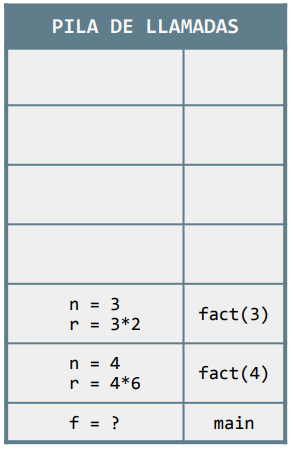 PILA DE LLAMADAS
n = 3
r = 3*2
fact(3)
n = 4
r = 4*6
fact(4)
f = ?
main